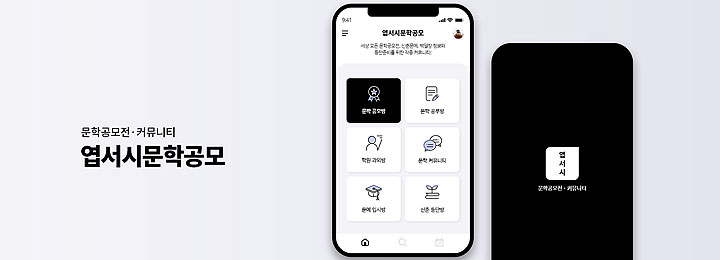 문학공모전·커뮤니티
엽서시문학공모
9:41
엽서시문학공모
세상 모든 문학공모전, 신춘문예, 백일장 정보와
등단준비를 위한 각종 커뮤니티!
문학 공모방
문학 공부방
학원 과외방
문학 커뮤니티
문예 입시방
신춘 등단방
엽
서
시
문학공모전·커뮤니티